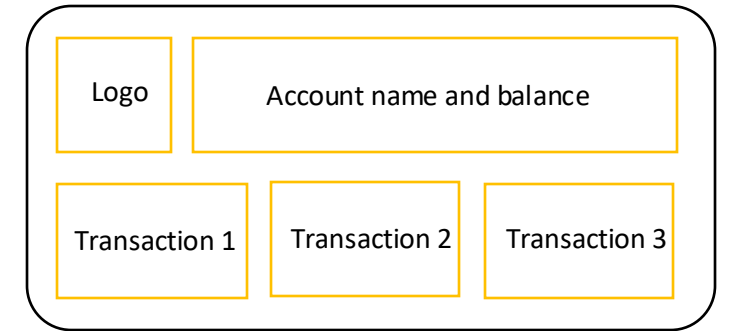 Logo
Account name and balance
Transaction 1
Transaction 2
Transaction 3